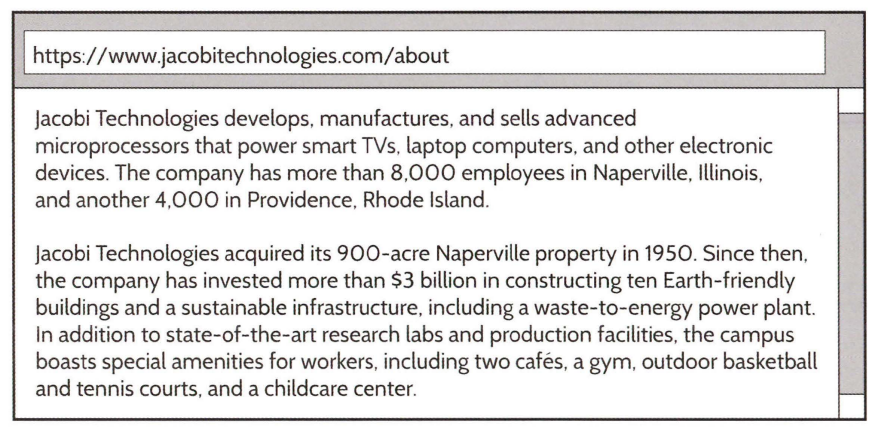 https://www.jacobitechnologies.com/about
Jacobi Technologies develops, manufactures, and sells advanced
microprocessors that power smart TVs, laptop computers, and other electronic
devices. The company has more than 8,000 employees in Naperville, Illinois,
and another 4,000 in Providence, Rhode Island.
Jacobi Technologies acquired its 900-acre Naperville property in 1950. Since then,
the company has invested more than $3 billion in constructing ten Earth-friendly
buildings and a sustainable infrastructure, including a waste-to-energy power plant.
In addition to state-of-the-art research labs and production facilities, the campus
boasts special amenities for workers, including two cafés, a gym, outdoor basketball
and tennis courts, and a childcare center.